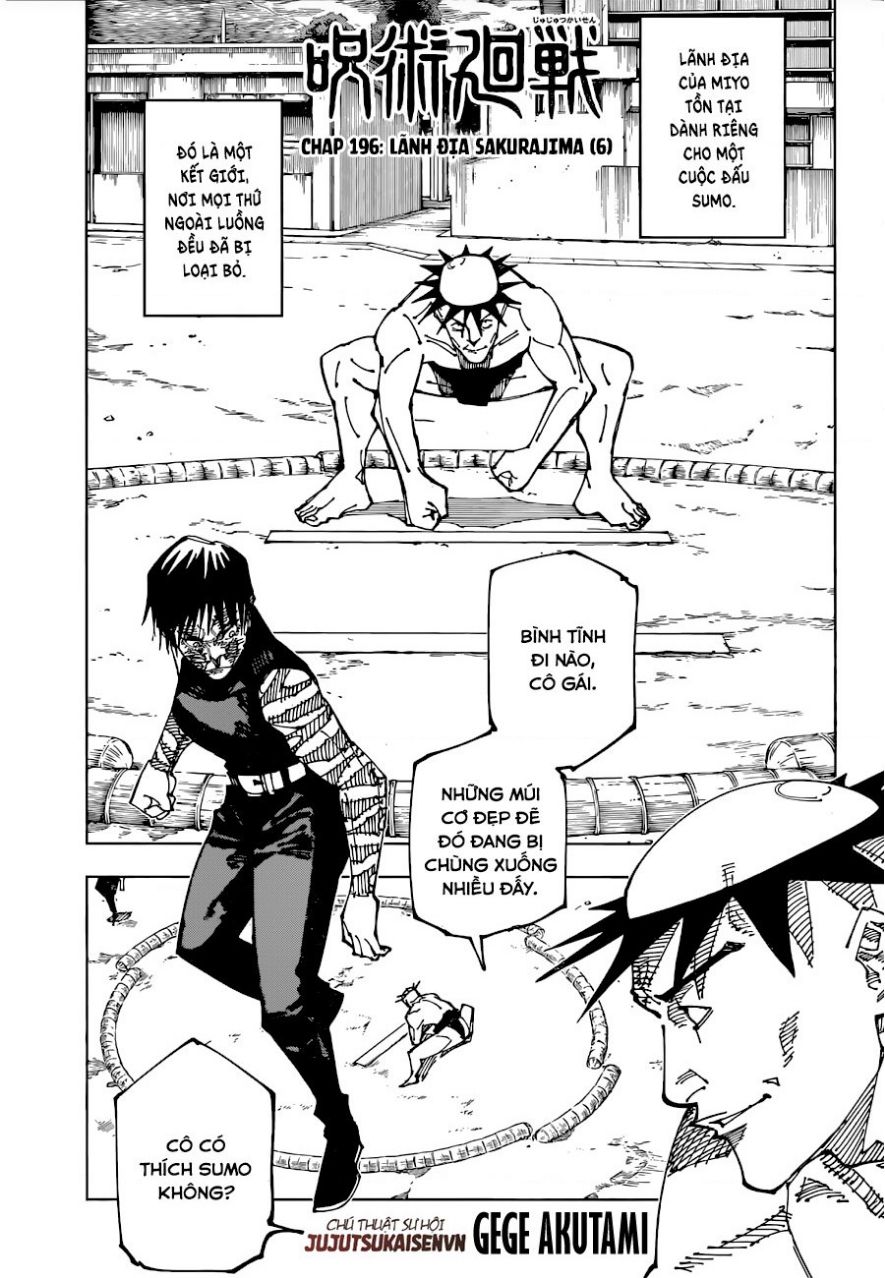 じゅじゅつかいせん
呪術廻戦
CHAP 196: LÃNH ĐỊA SAKURAJIMA (6)
LÃNH ĐỊA
CỦA MIYO
TỒN TẠI
DÀNH RIÊNG
CHO MỘT
CUỘC ĐẤU
SUMO.
ĐÓ LÀ MỘT
KẾT GIỚI,
NƠI MỌI THỨ
NGOÀI LUỒNG
ĐỀU ĐÃ BỊ
LOẠI BỎ.
BÌNH TĨNH
ĐI NÀO,
CÔ GÁI.
NHỮNG MÚI
CƠ ĐẸP ĐẼ
ĐÓ ĐANG BỊ
CHÙNG XUỐNG
NHIỀU ĐẤY.
CÔ CÓ
THÍCH SUMO
KHÔNG?
CHÚ THUẬT SƯ HỒI
JUJUTSUKAISENVN
GEGE AKUTAMI